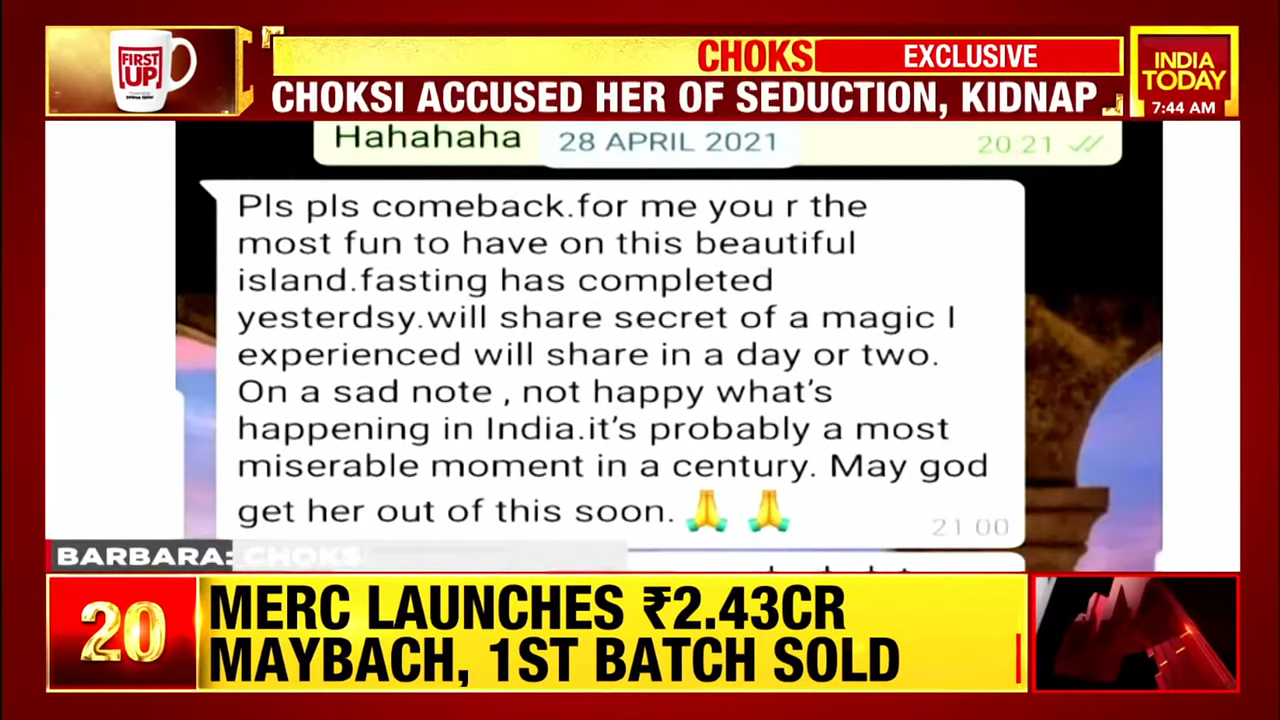 FIRST
UP!
CHOKS
EXCLUSIVE
INDIA
TODAY
CHOKSI ACCUSED HER OF SEDUCTION, KIDNAP
7:44 AM
Hahahaha
28 APRIL 2021
20:21
Pls pls comeback.for me you r the
most fun to have on this beautiful
island.fasting has completed
yesterdsy.will share secret of a magic I
experienced will share in a day or two.
On a sad note , not happy what's
happening in India.it's probably a most
miserable moment in a century. May god
get her out of this soon. 🙏 🙏
21 00
BARBARA: CHOKS
20
MERC LAUNCHES ₹2.43CR
MAYBACH, 1ST BATCH SOLD